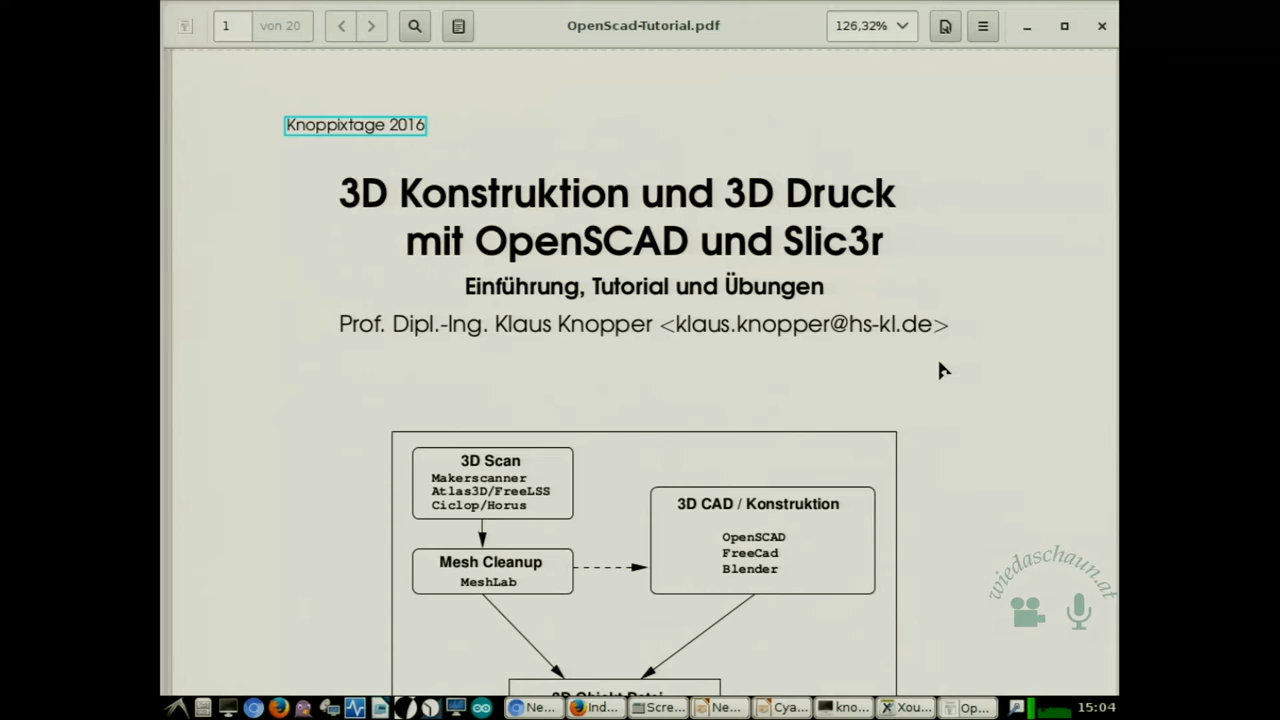 1 von 20 OpenScad-Tutorial.pdf 126,32%
Knoppixtage 2016
3D Konstruktion und 3D Druck
mit OpenSCAD und Slic3r
Einführung, Tutorial und Übungen
Prof. Dipl.-Ing. Klaus Knopper <klaus.knopper@hs-kl.de>
3D Scan
Makerscanner
Atlas3D/FreeLSS
Ciclop/Horus
3D CAD / Konstruktion
OpenSCAD
FreeCad
Blender
Mesh Cleanup
MeshLab
wiedaschaun.at
3D Objekt Datei
Ne... Ind... Scre... Ne... Cya... kno... Xou... Op... 15:04